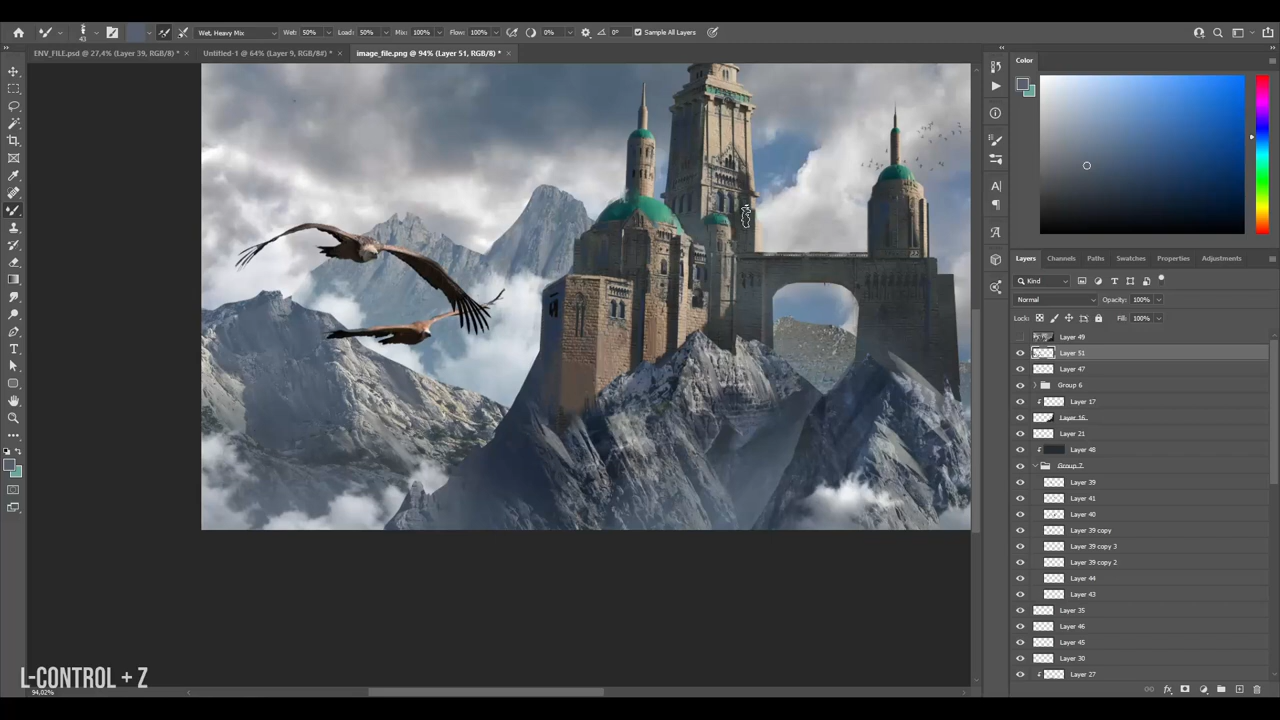 43
Wet, Heavy Mix
Wet: 50%
Load: 50%
Mix: 100%
Flow: 100%
0%
0°
Sample All Layers
ENV_FILE.psd @ 27,4% (Layer 39, RGB/8) *
Untitled-1 @ 64% (Layer 9, RGB/8#) *
image_file.png @ 94% (Layer 51, RGB/8*) *
Color
Layers
Channels
Paths
Swatches
Properties
Adjustments
Kind
Normal
Opacity: 100%
Lock:
Fill: 100%
Layer 49
Layer 51
Layer 47
Group 6
Layer 17
Layer 16
Layer 21
Layer 48
Group 7
Layer 39
Layer 41
Layer 40
Layer 39 copy
Layer 39 copy 3
Layer 39 copy 2
Layer 44
Layer 43
Layer 35
Layer 46
Layer 45
Layer 30
Layer 27
L-CONTROL + Z
94,02%